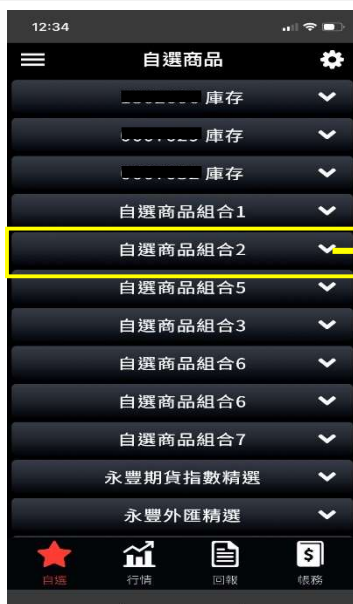 12:34
自選商品
庫存
庫存
庫存
自選商品組合1
自選商品組合2
自選商品組合5
自選商品組合3
自選商品組合6
自選商品組合6
自選商品組合7
永豐期貨指數精選
永豐外匯精選
自選 行情 回報 帳務